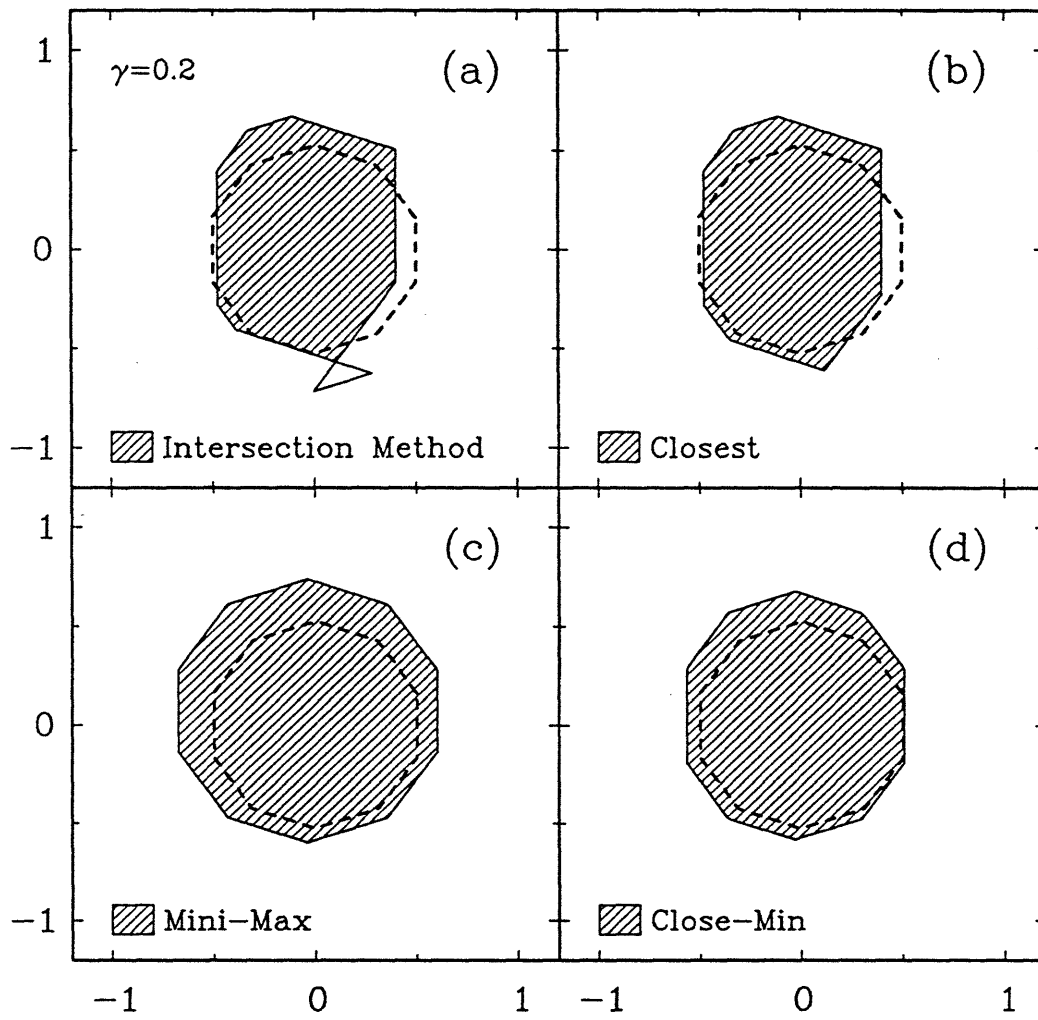 1
γ=0.2
(a)
(b)
0
−1
Intersection Method
Closest
1
(c)
(d)
0
−1
Mini−Max
Close−Min
−1
0
1
−1
0
1